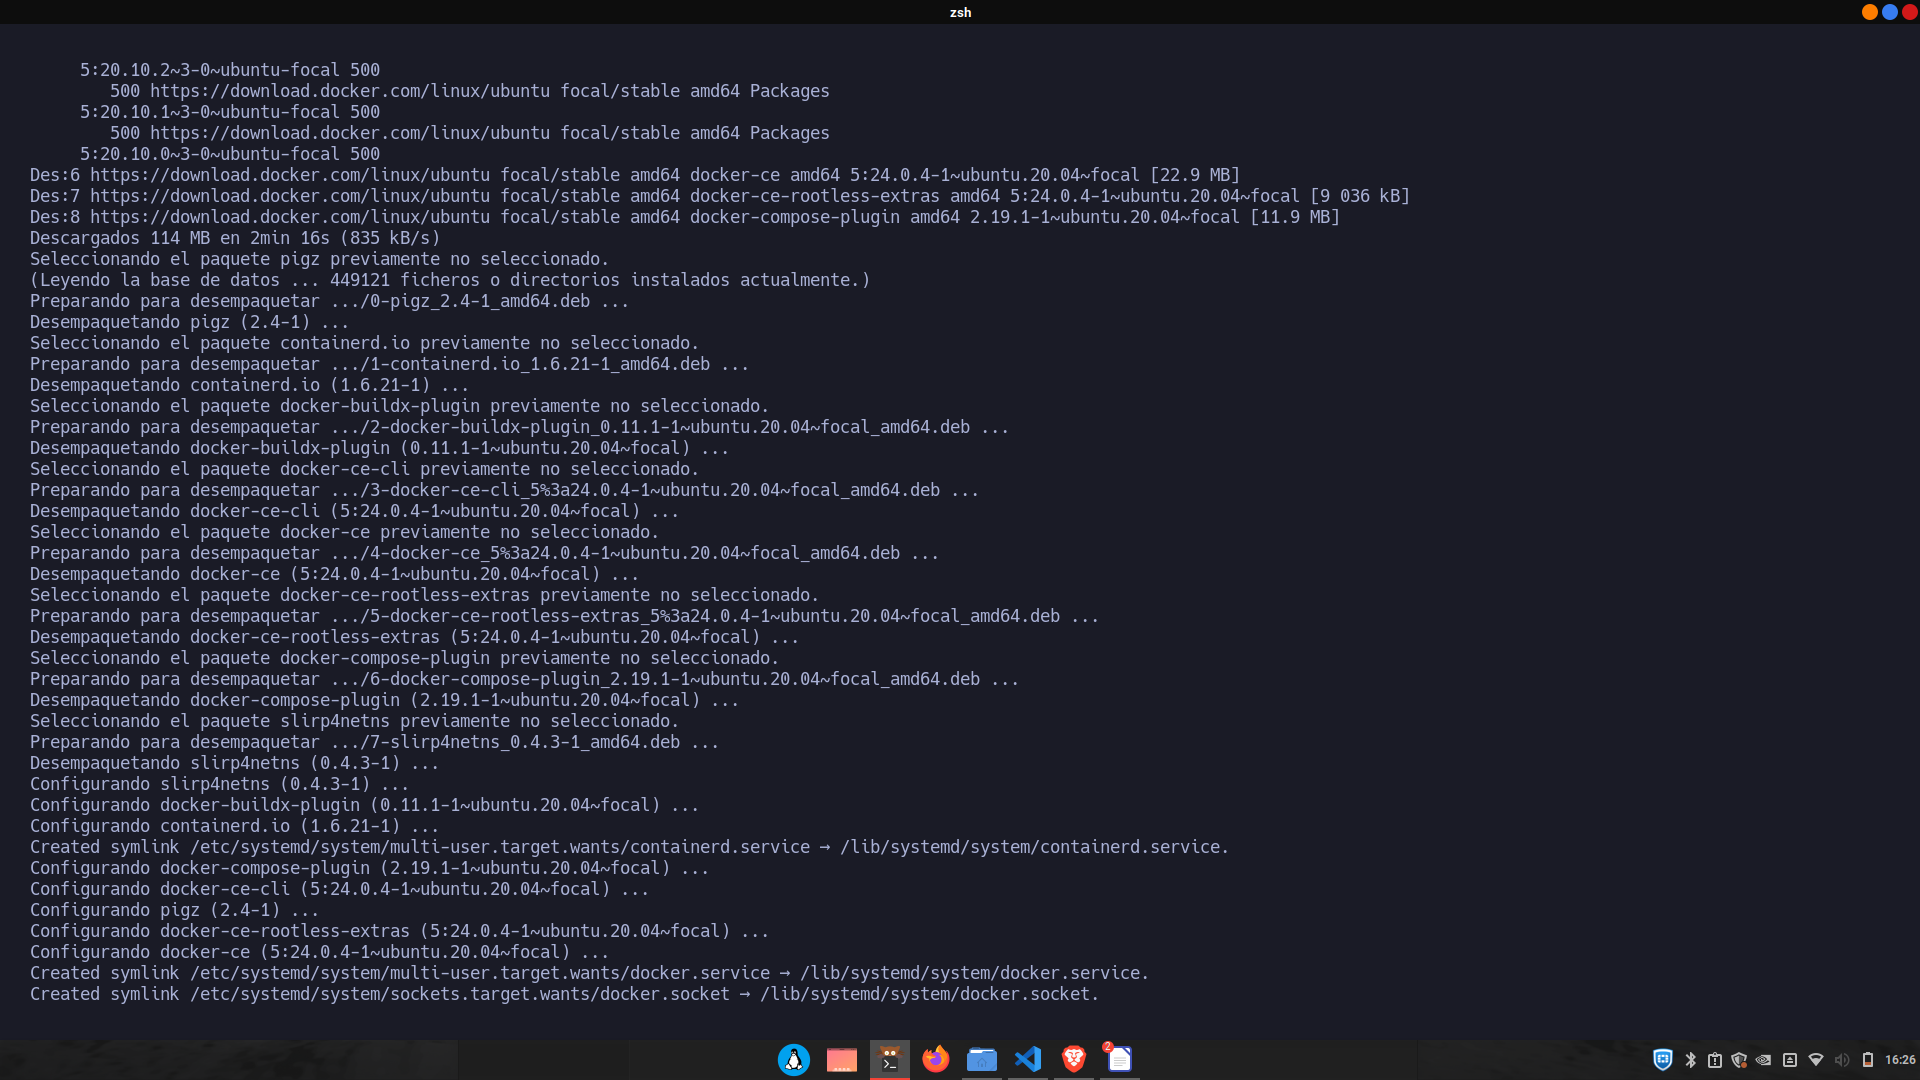 zsh
5:20.10.2~3-0~ubuntu-focal 500
500 https://download.docker.com/linux/ubuntu focal/stable amd64 Packages
5:20.10.1~3-0~ubuntu-focal 500
500 https://download.docker.com/linux/ubuntu focal/stable amd64 Packages
5:20.10.0~3-0~ubuntu-focal 500
Des:6 https://download.docker.com/linux/ubuntu focal/stable amd64 docker-ce amd64 5:24.0.4-1~ubuntu.20.04~focal [22.9 MB]
Des:7 https://download.docker.com/linux/ubuntu focal/stable amd64 docker-ce-rootless-extras amd64 5:24.0.4-1~ubuntu.20.04~focal [9 036 kB]
Des:8 https://download.docker.com/linux/ubuntu focal/stable amd64 docker-compose-plugin amd64 2.19.1-1~ubuntu.20.04~focal [11.9 MB]
Descargados 114 MB en 2min 16s (835 kB/s)
Seleccionando el paquete pigz previamente no seleccionado.
(Leyendo la base de datos ... 449121 ficheros o directorios instalados actualmente.)
Preparando para desempaquetar .../0-pigz_2.4-1_amd64.deb ...
Desempaquetando pigz (2.4-1) ...
Seleccionando el paquete containerd.io previamente no seleccionado.
Preparando para desempaquetar .../1-containerd.io_1.6.21-1_amd64.deb ...
Desempaquetando containerd.io (1.6.21-1) ...
Seleccionando el paquete docker-buildx-plugin previamente no seleccionado.
Preparando para desempaquetar .../2-docker-buildx-plugin_0.11.1-1~ubuntu.20.04~focal_amd64.deb ...
Desempaquetando docker-buildx-plugin (0.11.1-1~ubuntu.20.04~focal) ...
Seleccionando el paquete docker-ce-cli previamente no seleccionado.
Preparando para desempaquetar .../3-docker-ce-cli_5%3a24.0.4-1~ubuntu.20.04~focal_amd64.deb ...
Desempaquetando docker-ce-cli (5:24.0.4-1~ubuntu.20.04~focal) ...
Seleccionando el paquete docker-ce previamente no seleccionado.
Preparando para desempaquetar .../4-docker-ce_5%3a24.0.4-1~ubuntu.20.04~focal_amd64.deb ...
Desempaquetando docker-ce (5:24.0.4-1~ubuntu.20.04~focal) ...
Seleccionando el paquete docker-ce-rootless-extras previamente no seleccionado.
Preparando para desempaquetar .../5-docker-ce-rootless-extras_5%3a24.0.4-1~ubuntu.20.04~focal_amd64.deb ...
Desempaquetando docker-ce-rootless-extras (5:24.0.4-1~ubuntu.20.04~focal) ...
Seleccionando el paquete docker-compose-plugin previamente no seleccionado.
Preparando para desempaquetar .../6-docker-compose-plugin_2.19.1-1~ubuntu.20.04~focal_amd64.deb ...
Desempaquetando docker-compose-plugin (2.19.1-1~ubuntu.20.04~focal) ...
Seleccionando el paquete slirp4netns previamente no seleccionado.
Preparando para desempaquetar .../7-slirp4netns_0.4.3-1_amd64.deb ...
Desempaquetando slirp4netns (0.4.3-1) ...
Configurando slirp4netns (0.4.3-1) ...
Configurando docker-buildx-plugin (0.11.1-1~ubuntu.20.04~focal) ...
Configurando containerd.io (1.6.21-1) ...
Created symlink /etc/systemd/system/multi-user.target.wants/containerd.service → /lib/systemd/system/containerd.service.
Configurando docker-compose-plugin (2.19.1-1~ubuntu.20.04~focal) ...
Configurando docker-ce-cli (5:24.0.4-1~ubuntu.20.04~focal) ...
Configurando pigz (2.4-1) ...
Configurando docker-ce-rootless-extras (5:24.0.4-1~ubuntu.20.04~focal) ...
Configurando docker-ce (5:24.0.4-1~ubuntu.20.04~focal) ...
Created symlink /etc/systemd/system/multi-user.target.wants/docker.service → /lib/systemd/system/docker.service.
Created symlink /etc/systemd/system/sockets.target.wants/docker.socket → /lib/systemd/system/docker.socket.
2
16:26